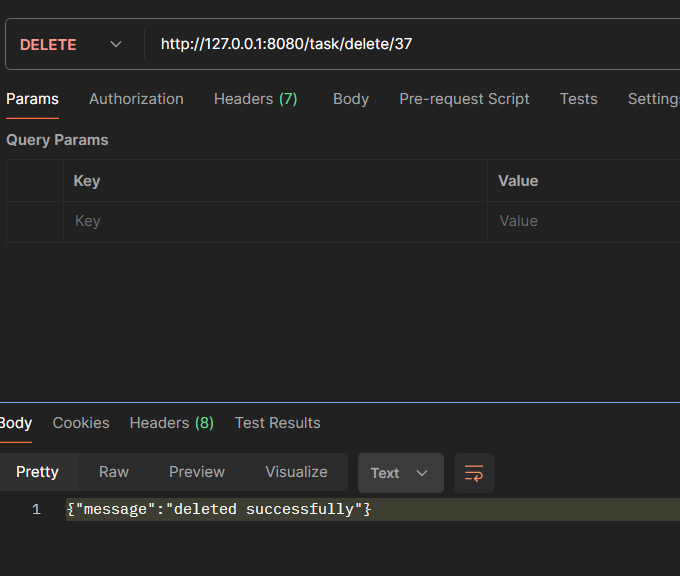 DELETE http://127.0.0.1:8080/task/delete/37
Params Authorization Headers (7) Body Pre-request Script Tests Settings
Query Params
Key Value
Key Value
Body Cookies Headers (8) Test Results
Pretty Raw Preview Visualize Text
1 {"message":"deleted successfully"}